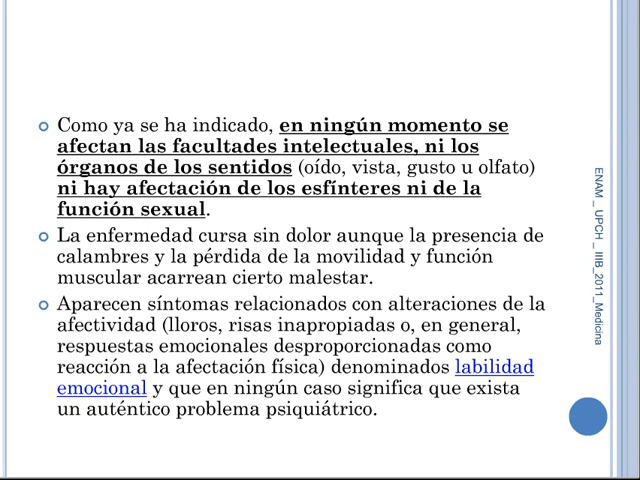 Como ya se ha indicado, en ningún momento se
afectan las facultades intelectuales, ni los
órganos de los sentidos (oído, vista, gusto u olfato)
ni hay afectación de los esfínteres ni de la
función sexual.
La enfermedad cursa sin dolor aunque la presencia de
calambres y la pérdida de la movilidad y función
muscular acarrean cierto malestar.
Aparecen síntomas relacionados con alteraciones de la
afectividad (lloros, risas inapropiadas o, en general,
respuestas emocionales desproporcionadas como
reacción a la afectación física) denominados labilidad
emocional y que en ningún caso significa que exista
un auténtico problema psiquiátrico.
ENAM _ UPCH _ IIIB_2011_Medicina